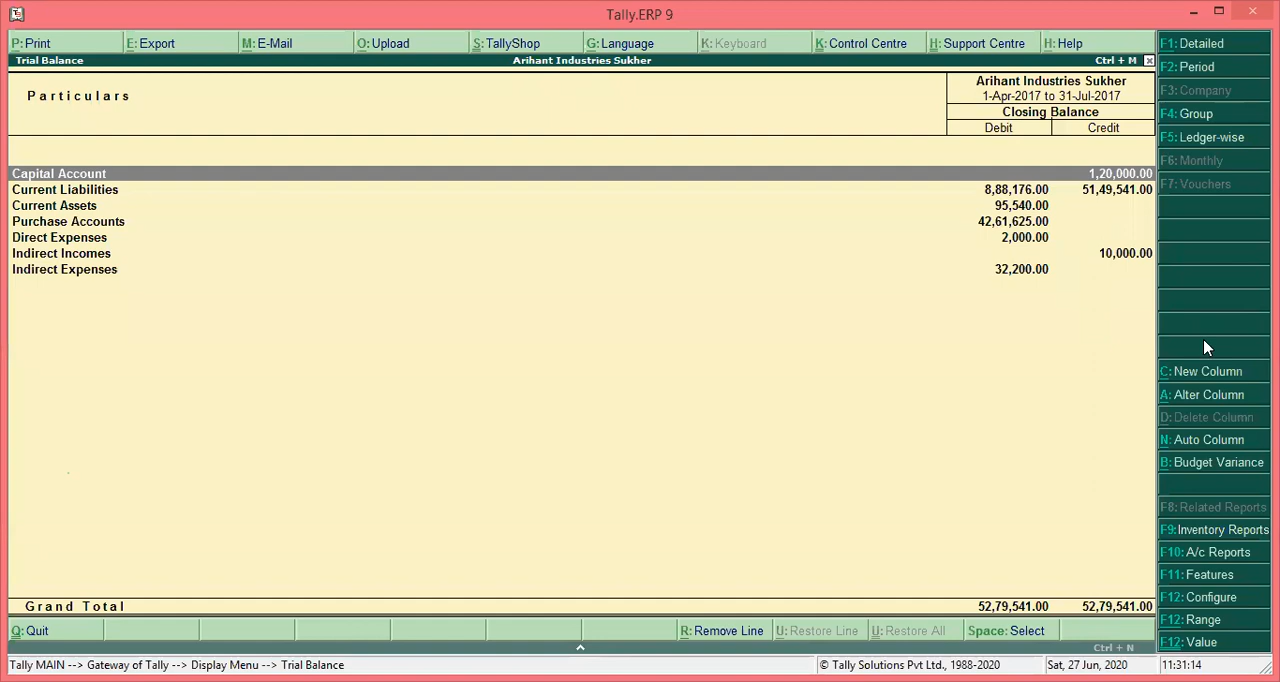 Tally.ERP 9
P: Print E: Export M: E-Mail O: Upload S: TallyShop G: Language K: Keyboard K: Control Centre H: Support Centre H: Help
Trial Balance Arihant Industries Sukher Ctrl + M
Particulars
Arihant Industries Sukher
1-Apr-2017 to 31-Jul-2017
Closing Balance
Debit Credit
Capital Account 1,20,000.00
Current Liabilities 8,88,176.00 51,49,541.00
Current Assets 95,540.00
Purchase Accounts 42,61,625.00
Direct Expenses 2,000.00
Indirect Incomes 10,000.00
Indirect Expenses 32,200.00
Grand Total 52,79,541.00 52,79,541.00
F1: Detailed
F2: Period
F3: Company
F4: Group
F5: Ledger-wise
F6: Monthly
F7: Vouchers
C: New Column
A: Alter Column
D: Delete Column
N: Auto Column
B: Budget Variance
F8: Related Reports
F9: Inventory Reports
F10: A/c Reports
F11: Features
F12: Configure
F12: Range
F12: Value
Q: Quit R: Remove Line U: Restore Line U: Restore All Space: Select
Ctrl + N
Tally MAIN --> Gateway of Tally --> Display Menu --> Trial Balance © Tally Solutions Pvt Ltd., 1988-2020 Sat, 27 Jun, 2020 11:31:14